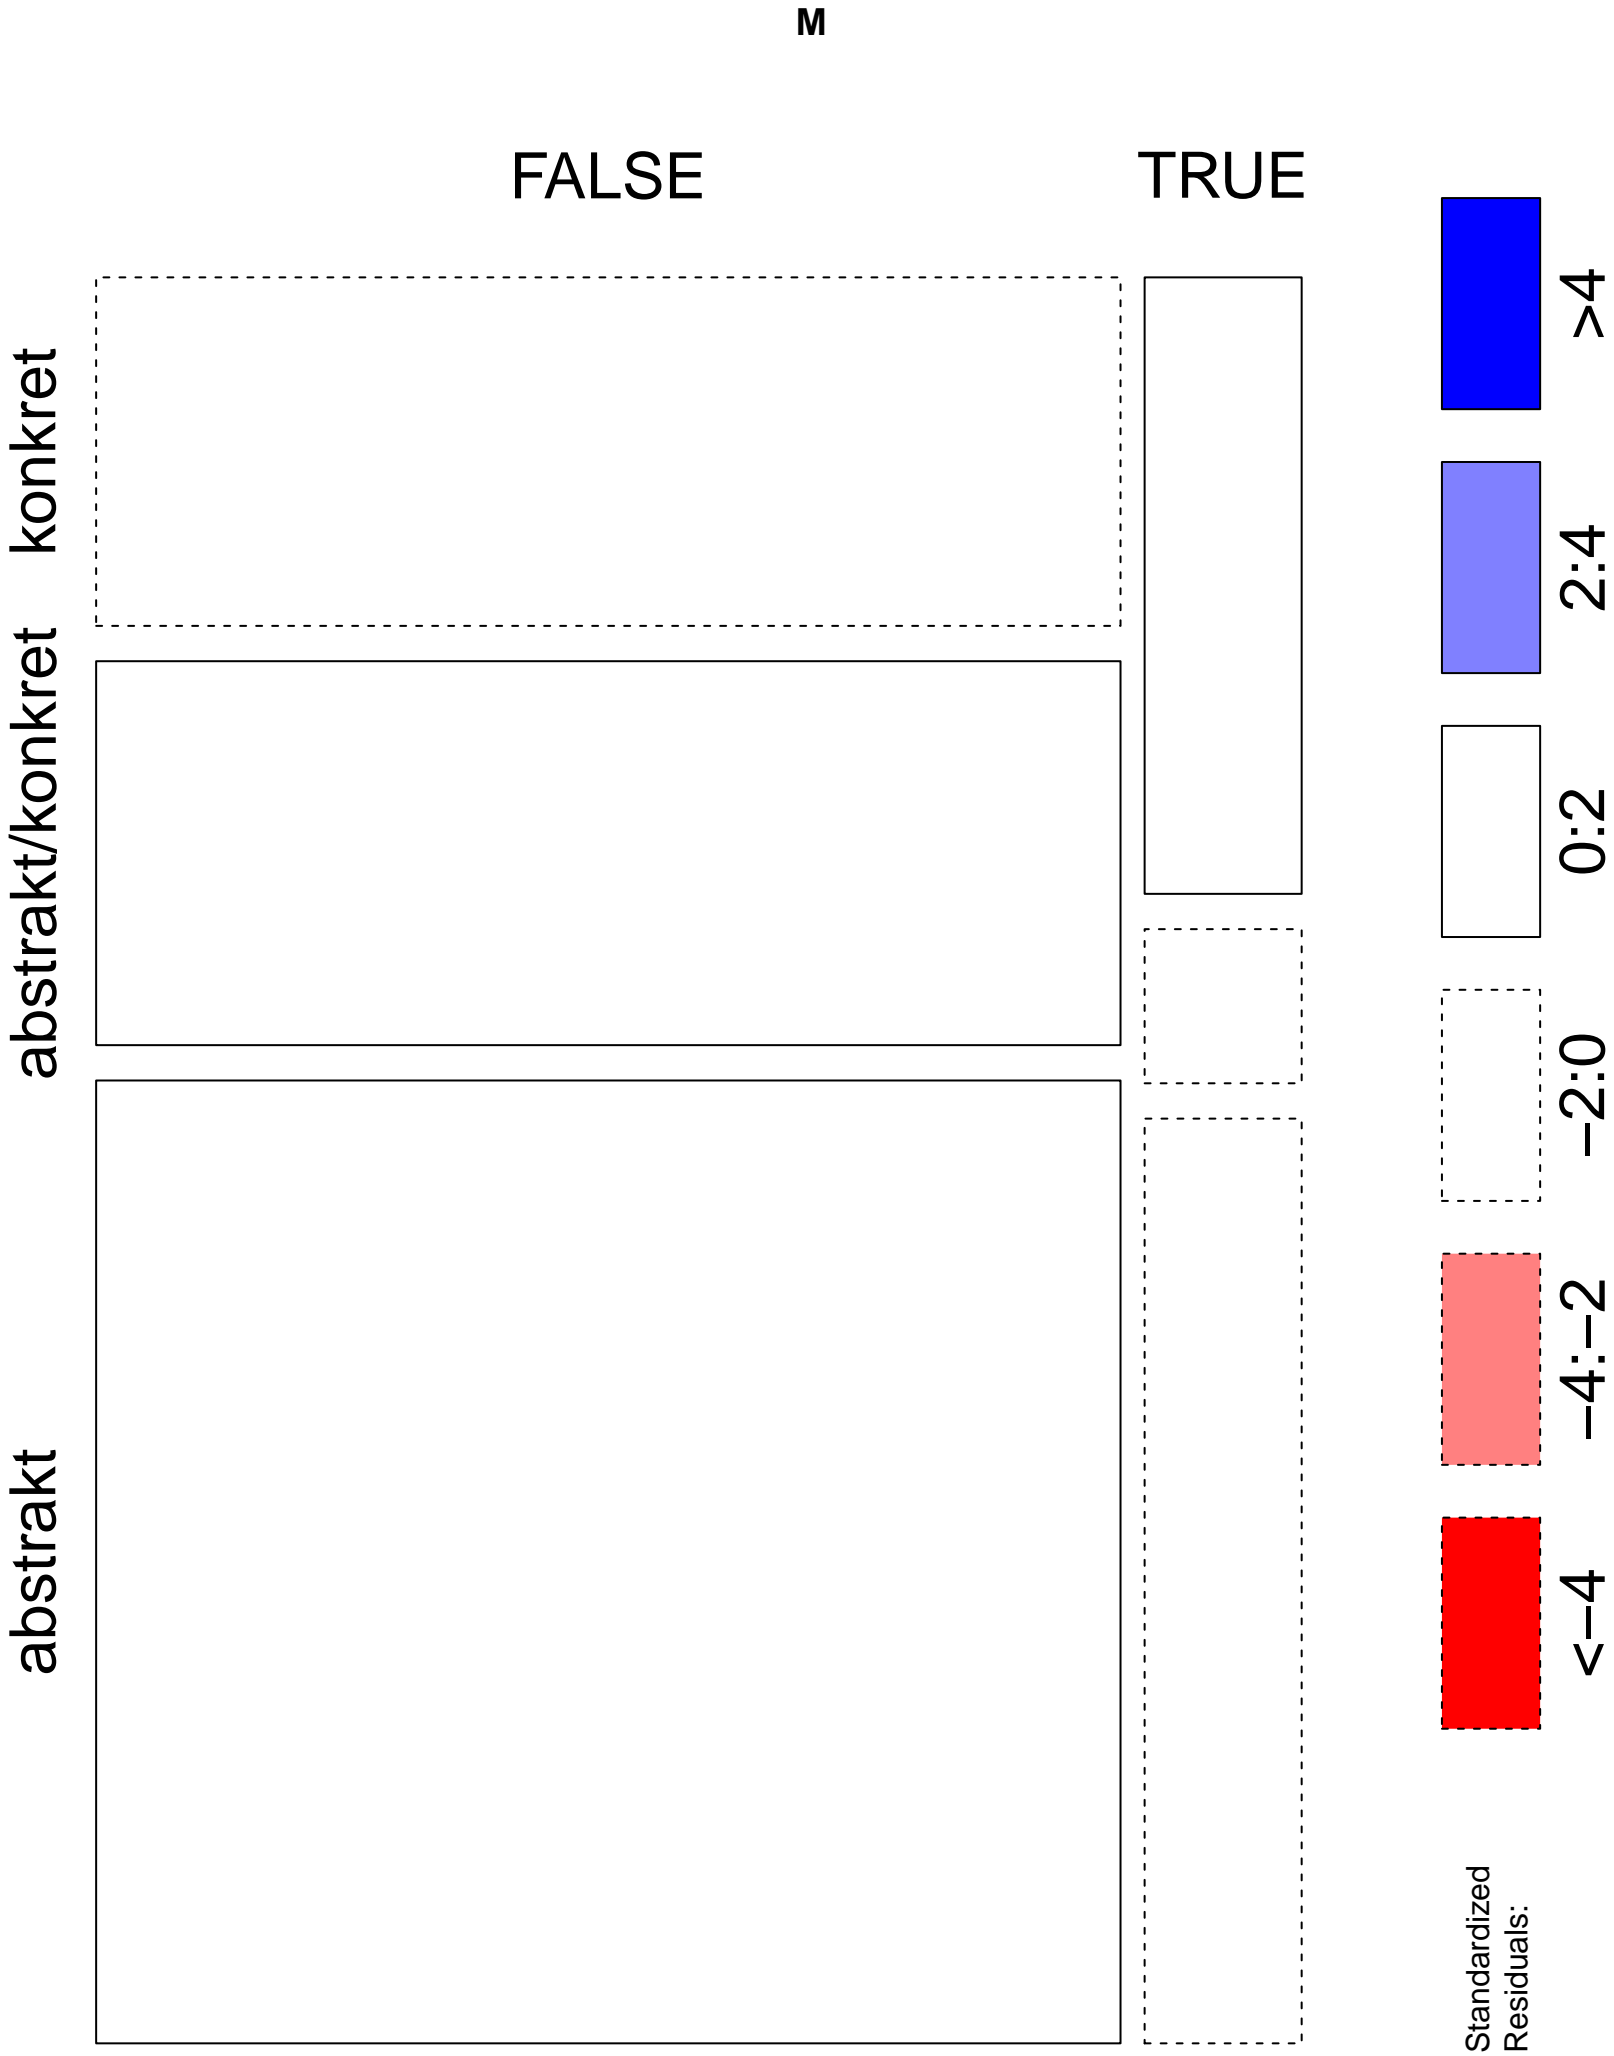 M
FALSE
TRUE
konkret
abstrakt/konkret
abstrakt
>4
2:4
0:2
−2:0
−4:−2
<−4
Standardized
Residuals: